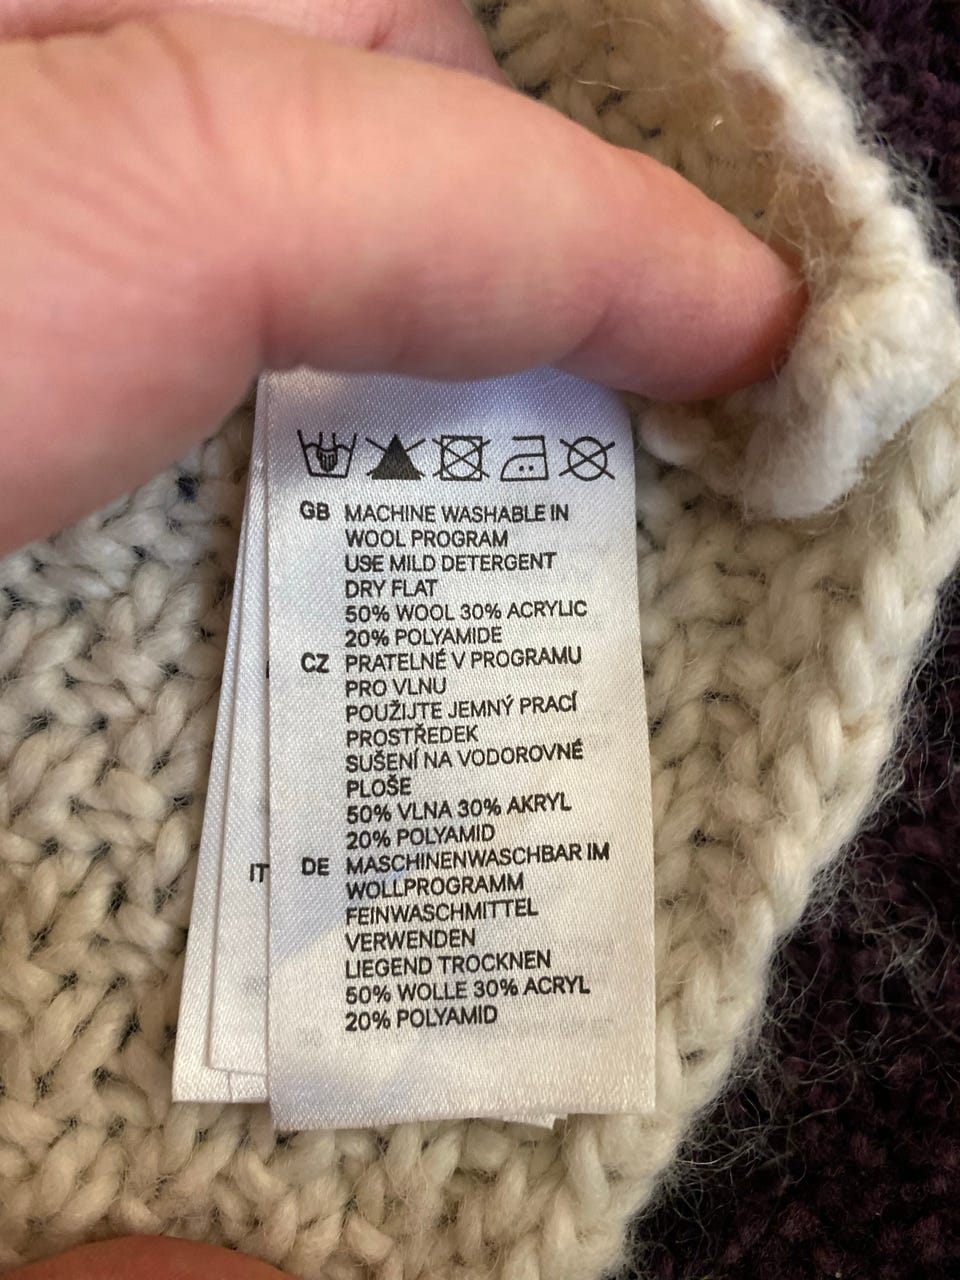 GB MACHINE WASHABLE IN
WOOL PROGRAM
USE MILD DETERGENT
DRY FLAT
50% WOOL 30% ACRYLIC
20% POLYAMIDE
CZ PRATELNÉ V PROGRAMU
PRO VLNU
POUŽIJTE JEMNÝ PRACÍ
PROSTŘEDEK
SUŠENÍ NA VODOROVNÉ
PLOŠE
50% VLNA 30% AKRYL
20% POLYAMID
DE MASCHINENWASCHBAR IM
WOLLPROGRAMM
FEINWASCHMITTEL
VERWENDEN
LIEGEND TROCKNEN
50% WOLLE 30% ACRYL
20% POLYAMID
IT